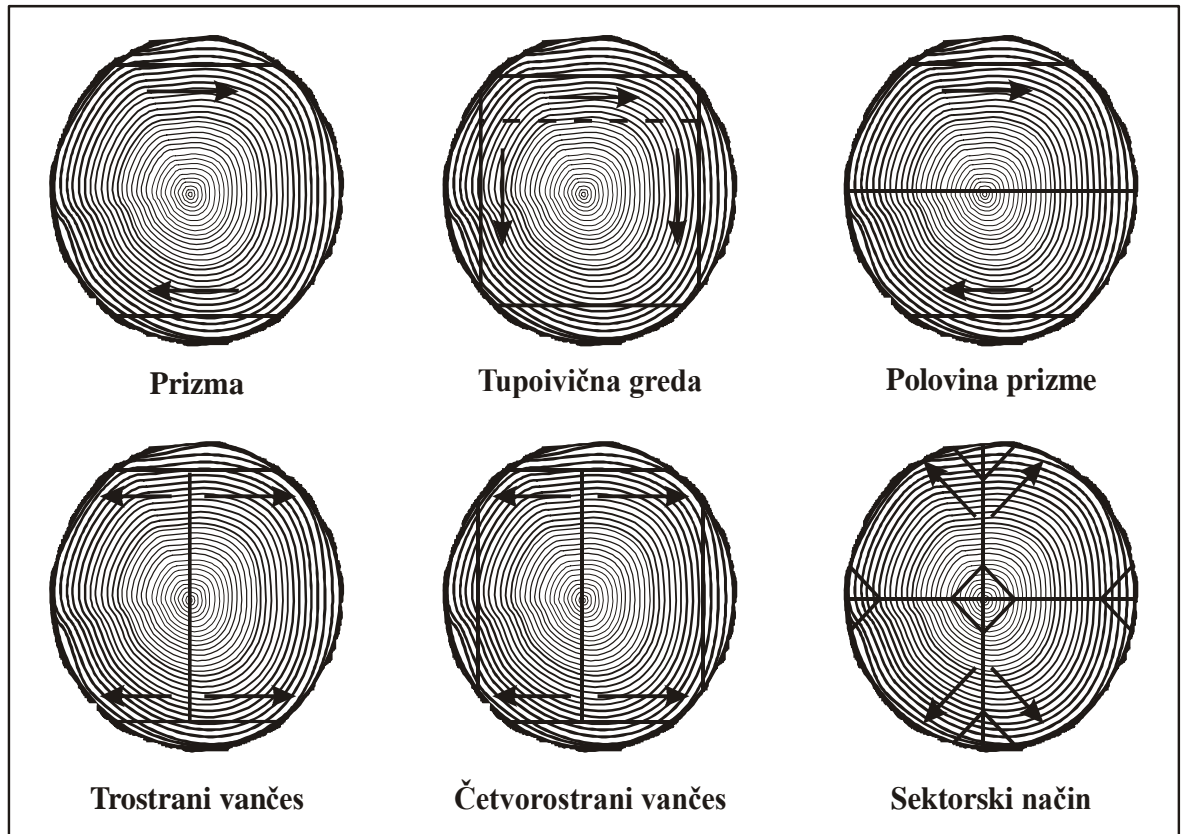 Prizma
Tupoivična greda
Polovina prizme
Trostrani vančes
Četvorostrani vančes
Sektorski način